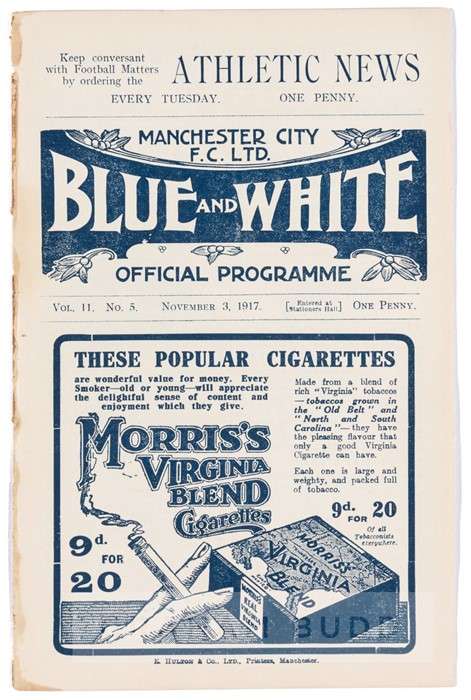 Keep conversant
with Football Matters
by ordering the
ATHLETIC NEWS
EVERY TUESDAY. ONE PENNY.
MANCHESTER CITY
F.C. LTD.
BLUE AND WHITE
OFFICIAL PROGRAMME
VOL. 11. No. 5. NOVEMBER 3, 1917. [Entered at Stationers Hall] ONE PENNY.
THESE POPULAR CIGARETTES
are wonderful value for money. Every
Smoker—old or young—will appreciate
the delightful sense of content and
enjoyment which they give.
Made from a blend of
rich "Virginia" tobaccos
—tobaccos grown in
the "Old Belt" and
"North and South
Carolina"—they have
the pleasing flavour that
only a good Virginia
Cigarette can have.
Each one is large and
weighty, and packed full
of tobacco.
9d. FOR 20
Of all
Tobacconists
everywhere.
MORRIS'S
VIRGINIA
BLEND
Cigarettes
9d.
FOR
20
MORRIS'S
VIRGINIA
BLEND
MORRIS'S
REAL
VIRGINIA
BLEND
E. HULTON & Co., LTD., Printers, Manchester.